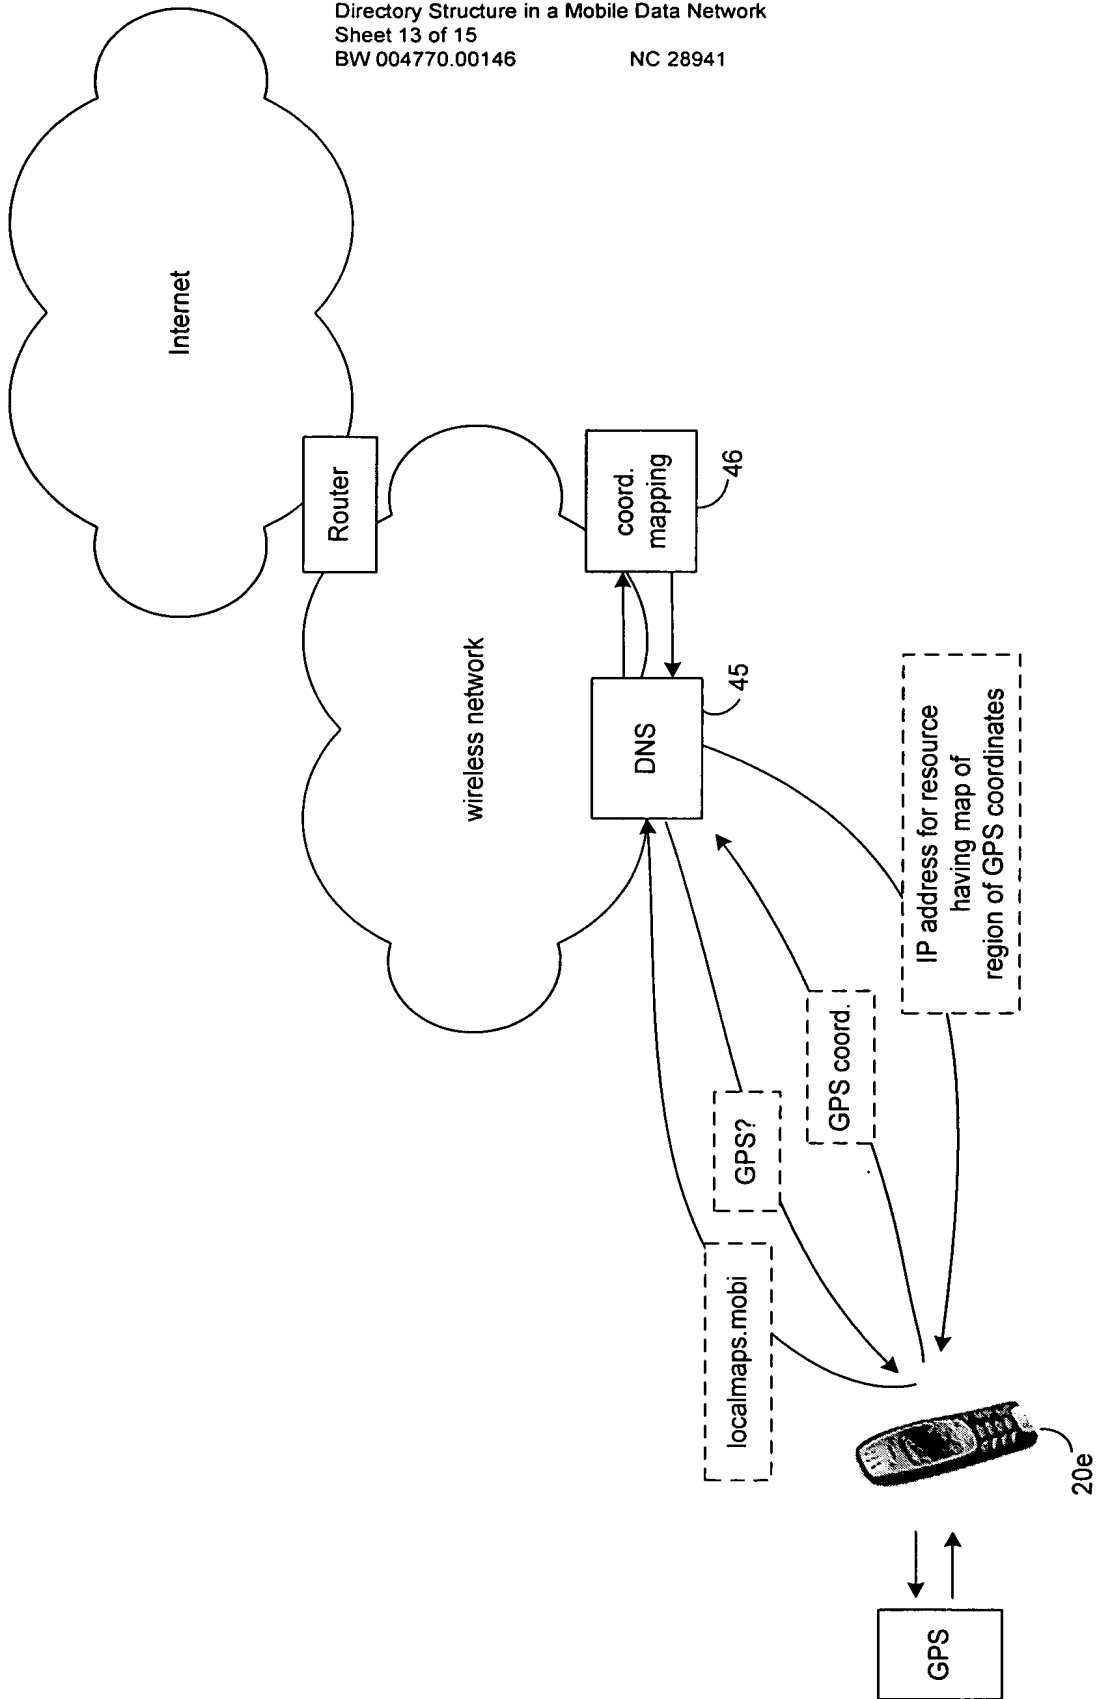 Directory Structure in a Mobile Data Network
Sheet 13 of 15
BW 004770.00146 NC 28941
Internet
Router
wireless network
coord.
mapping
46
DNS
45
IP address for resource
having map of
region of GPS coordinates
GPS coord.
GPS?
localmaps.mobi
20e
GPS